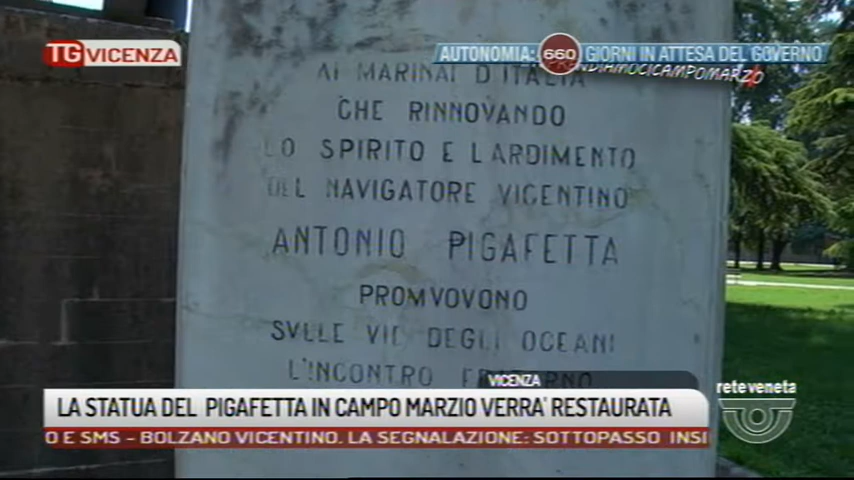 TG VICENZA
AUTONOMIA: 660 GIORNI IN ATTESA DEL GOVERNO
NDIAMOCICAMPOMARZO
AI MARINAI D'ITALIA
CHE RINNOVANDO
LO SPIRITO E L'ARDIMENTO
DEL NAVIGATORE VICENTINO
ANTONIO PIGAFETTA
PROMVOVONO
SVLLE VIE DEGLI OCEANI
L'INCONTRO
VICENZA
LA STATUA DEL PIGAFETTA IN CAMPO MARZIO VERRA' RESTAURATA
reteveneta
O E SMS - BOLZANO VICENTINO. LA SEGNALAZIONE: SOTTOPASSO INSI